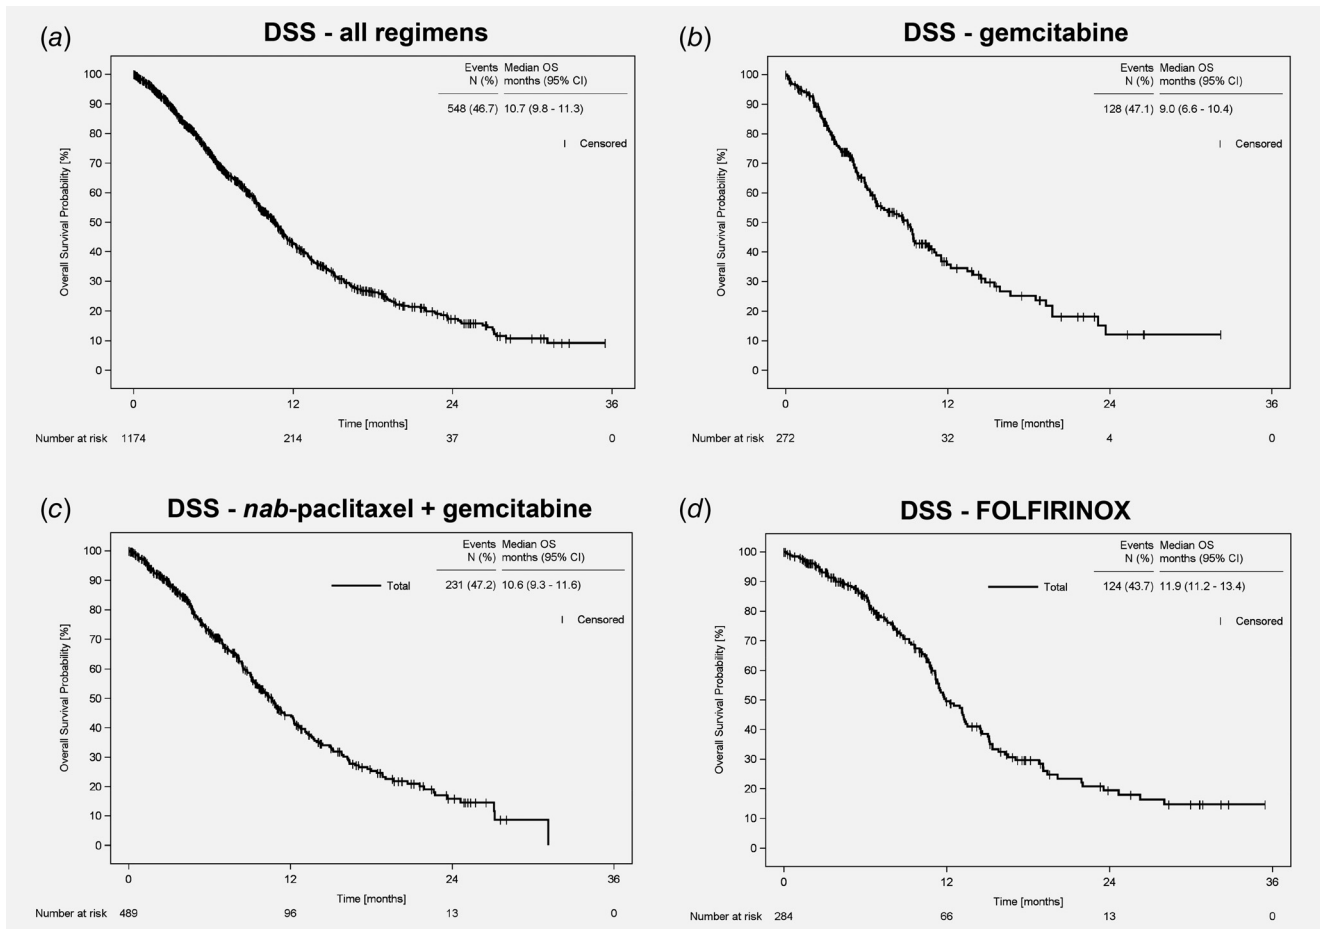 (a)
DSS - all regimens
Events Median OS
N (%) months (95% CI)
548 (46.7) 10.7 (9.8 - 11.3)
Censored
Overall Survival Probability [%]
100
90
80
70
60
50
40
30
20
10
0
0 12 24 36
Time [months]
Number at risk 1174 214 37 0
(b)
DSS - gemcitabine
Events Median OS
N (%) months (95% CI)
128 (47.1) 9.0 (6.6 - 10.4)
Censored
Overall Survival Probability [%]
100
90
80
70
60
50
40
30
20
10
0
0 12 24 36
Time [months]
Number at risk 272 32 4 0
(c)
DSS - nab-paclitaxel + gemcitabine
Events Median OS
N (%) months (95% CI)
Total 231 (47.2) 10.6 (9.3 - 11.6)
Censored
Overall Survival Probability [%]
100
90
80
70
60
50
40
30
20
10
0
0 12 24 36
Time [months]
Number at risk 489 96 13 0
(d)
DSS - FOLFIRINOX
Events Median OS
N (%) months (95% CI)
Total 124 (43.7) 11.9 (11.2 - 13.4)
Censored
Overall Survival Probability [%]
100
90
80
70
60
50
40
30
20
10
0
0 12 24 36
Time [months]
Number at risk 284 66 13 0